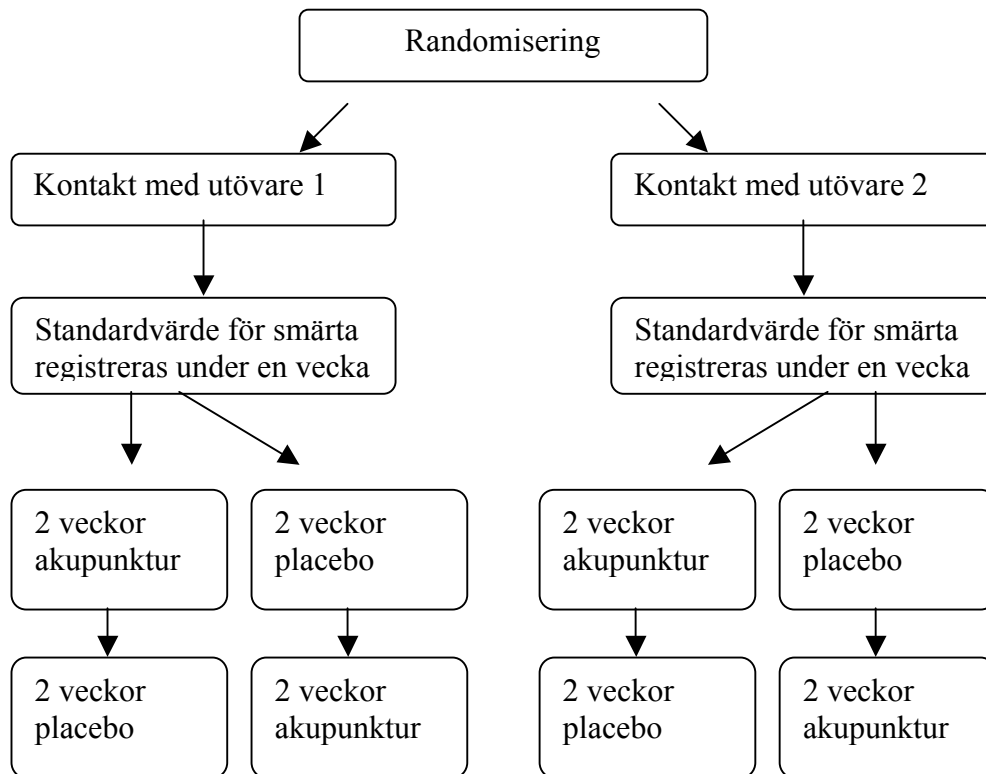 Randomisering
Kontakt med utövare 1
Kontakt med utövare 2
Standardvärde för smärta
registreras under en vecka
Standardvärde för smärta
registreras under en vecka
2 veckor
akupunktur
2 veckor
placebo
2 veckor
akupunktur
2 veckor
placebo
2 veckor
placebo
2 veckor
akupunktur
2 veckor
placebo
2 veckor
akupunktur